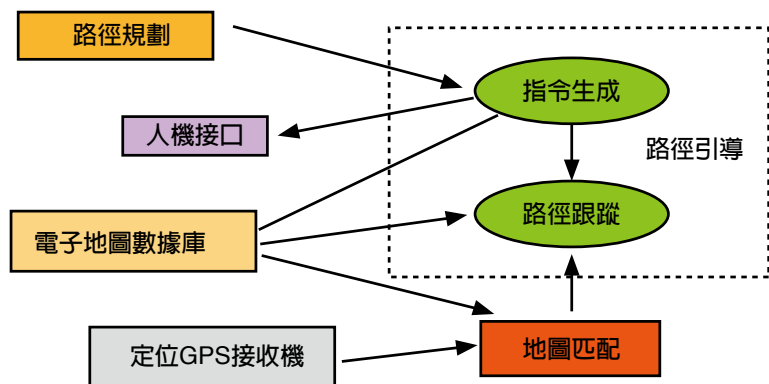 路徑規劃
指令生成
人機接口
路徑引導
路徑跟蹤
電子地圖數據庫
定位GPS接收機
地圖匹配